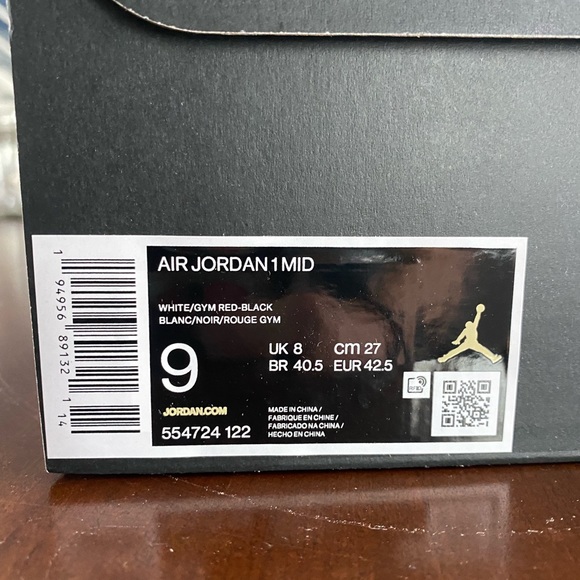 1 94956 89132 1 14
AIR JORDAN 1 MID
WHITE/GYM RED-BLACK
BLANC/NOIR/ROUGE GYM
9
UK 8 cm 27
BR 40.5 EUR 42.5
JORDAN.COM
554724 122
MADE IN CHINA /
FABRIQUE EN CHINE /
FABRICADO NA CHINA /
HECHO EN CHINA